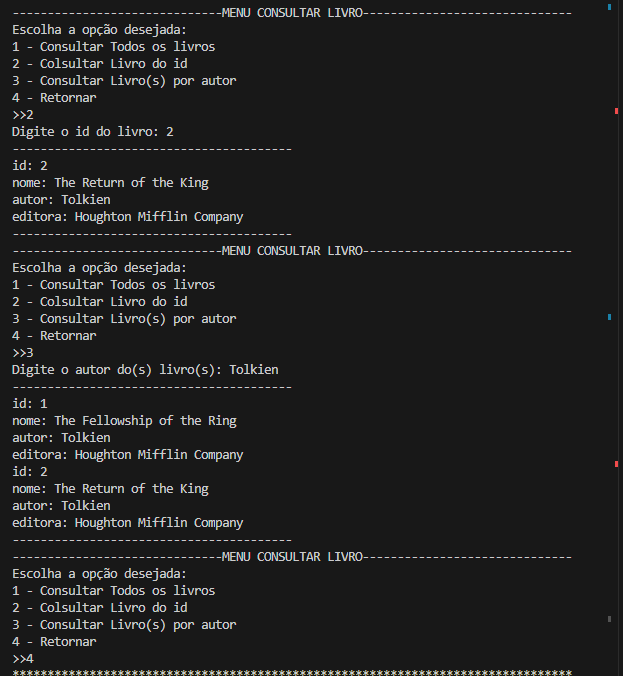 ------------------------------MENU CONSULTAR LIVRO------------------------------
Escolha a opção desejada:
1 - Consultar Todos os livros
2 - Colsultar Livro do id
3 - Consultar Livro(s) por autor
4 - Retornar
>>2
Digite o id do livro: 2
----------------------------------------
id: 2
nome: The Return of the King
autor: Tolkien
editora: Houghton Mifflin Company
----------------------------------------
------------------------------MENU CONSULTAR LIVRO------------------------------
Escolha a opção desejada:
1 - Consultar Todos os livros
2 - Colsultar Livro do id
3 - Consultar Livro(s) por autor
4 - Retornar
>>3
Digite o autor do(s) livro(s): Tolkien
----------------------------------------
id: 1
nome: The Fellowship of the Ring
autor: Tolkien
editora: Houghton Mifflin Company
id: 2
nome: The Return of the King
autor: Tolkien
editora: Houghton Mifflin Company
----------------------------------------
------------------------------MENU CONSULTAR LIVRO------------------------------
Escolha a opção desejada:
1 - Consultar Todos os livros
2 - Colsultar Livro do id
3 - Consultar Livro(s) por autor
4 - Retornar
>>4
********************************************************************************